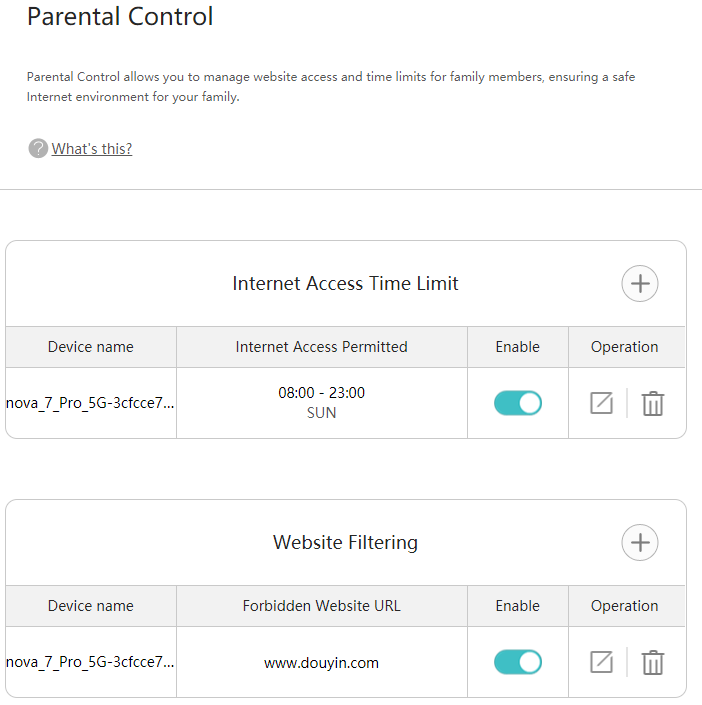 Parental Control
Parental Control allows you to manage website access and time limits for family members, ensuring a safe
Internet environment for your family.
? What's this?
Internet Access Time Limit
Device name Internet Access Permitted Enable Operation
nova_7_Pro_5G-3cfcce7... 08:00 - 23:00
SUN
Website Filtering
Device name Forbidden Website URL Enable Operation
nova_7_Pro_5G-3cfcce7... www.douyin.com